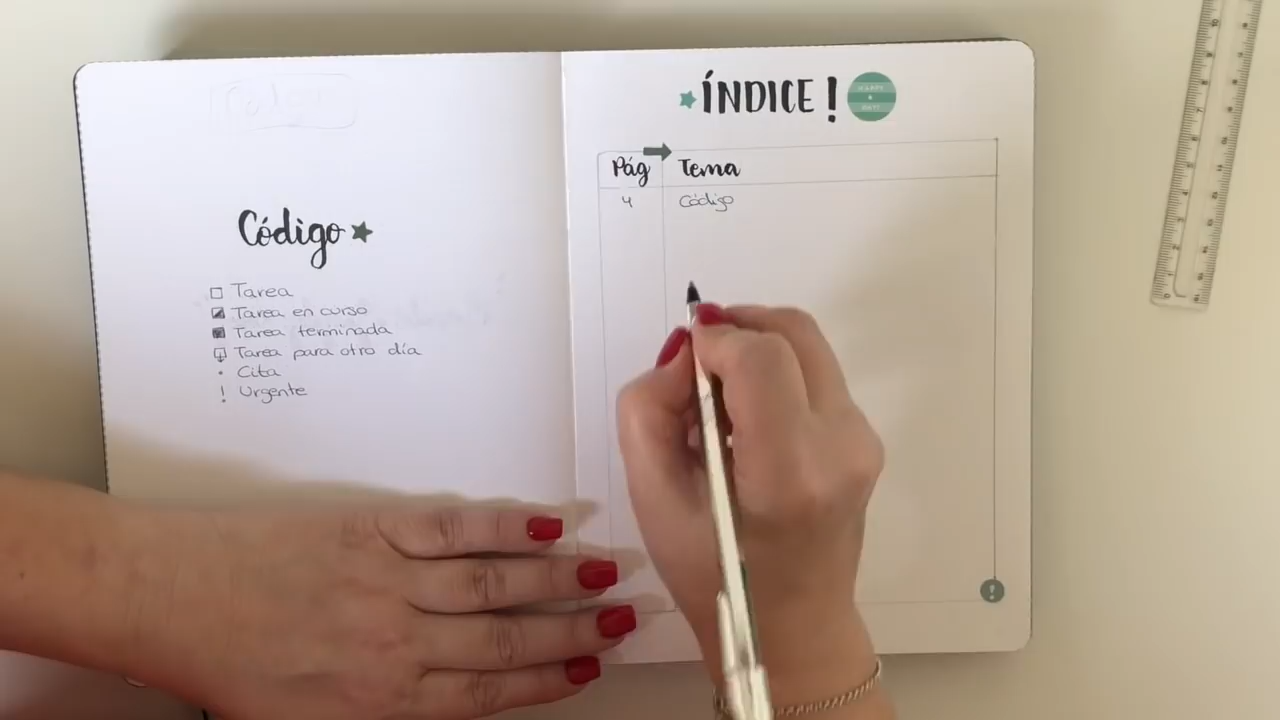 Código
Tarea
Tarea en curso
Tarea terminada
Tarea para otro día
Cita
! Urgente
ÍNDICE !
Pág Tema
4 Código
!